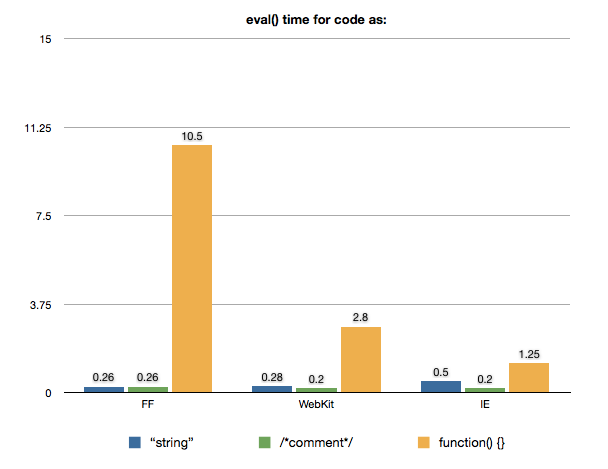 eval() time for code as:
15
11.25
7.5
3.75
0
0.26 0.26 10.5
0.28 0.2 2.8
0.5 0.2 1.25
FF WebKit IE
“string” /*comment*/ function() {}